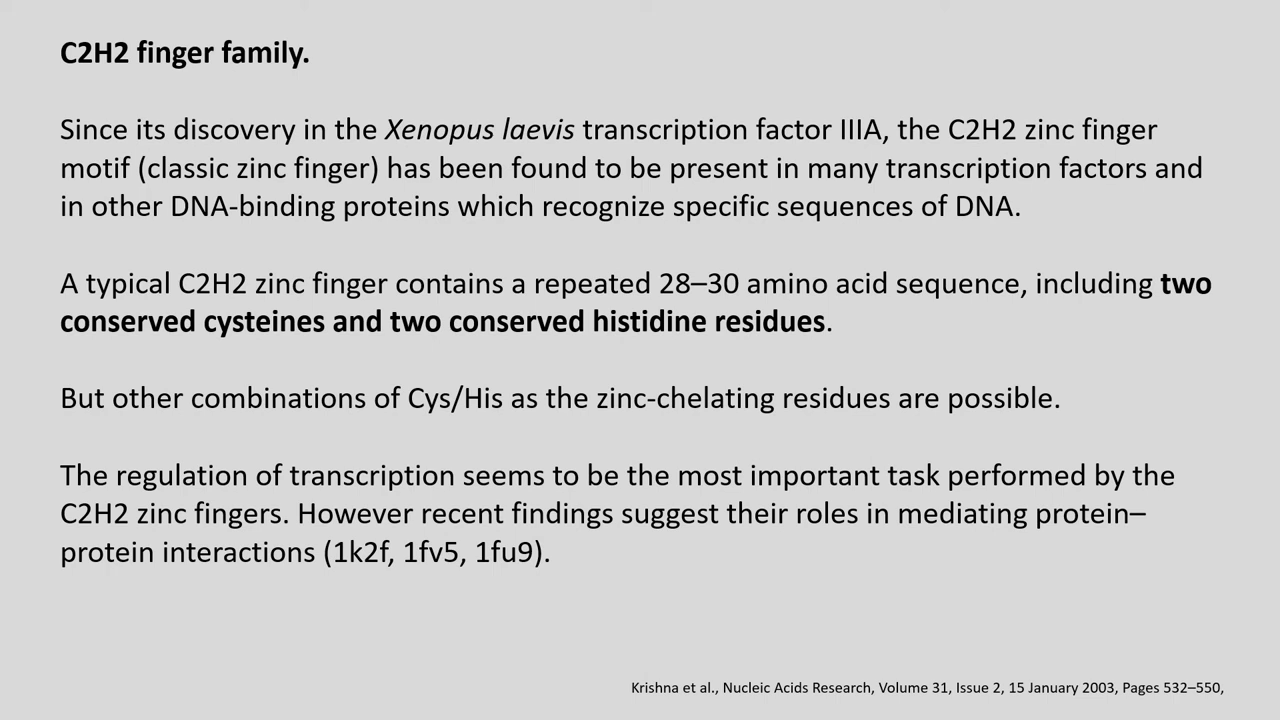 C2H2 finger family.
Since its discovery in the Xenopus laevis transcription factor IIIA, the C2H2 zinc finger
motif (classic zinc finger) has been found to be present in many transcription factors and
in other DNA-binding proteins which recognize specific sequences of DNA.
A typical C2H2 zinc finger contains a repeated 28–30 amino acid sequence, including two
conserved cysteines and two conserved histidine residues.
But other combinations of Cys/His as the zinc-chelating residues are possible.
The regulation of transcription seems to be the most important task performed by the
C2H2 zinc fingers. However recent findings suggest their roles in mediating protein–
protein interactions (1k2f, 1fv5, 1fu9).
Krishna et al., Nucleic Acids Research, Volume 31, Issue 2, 15 January 2003, Pages 532–550,